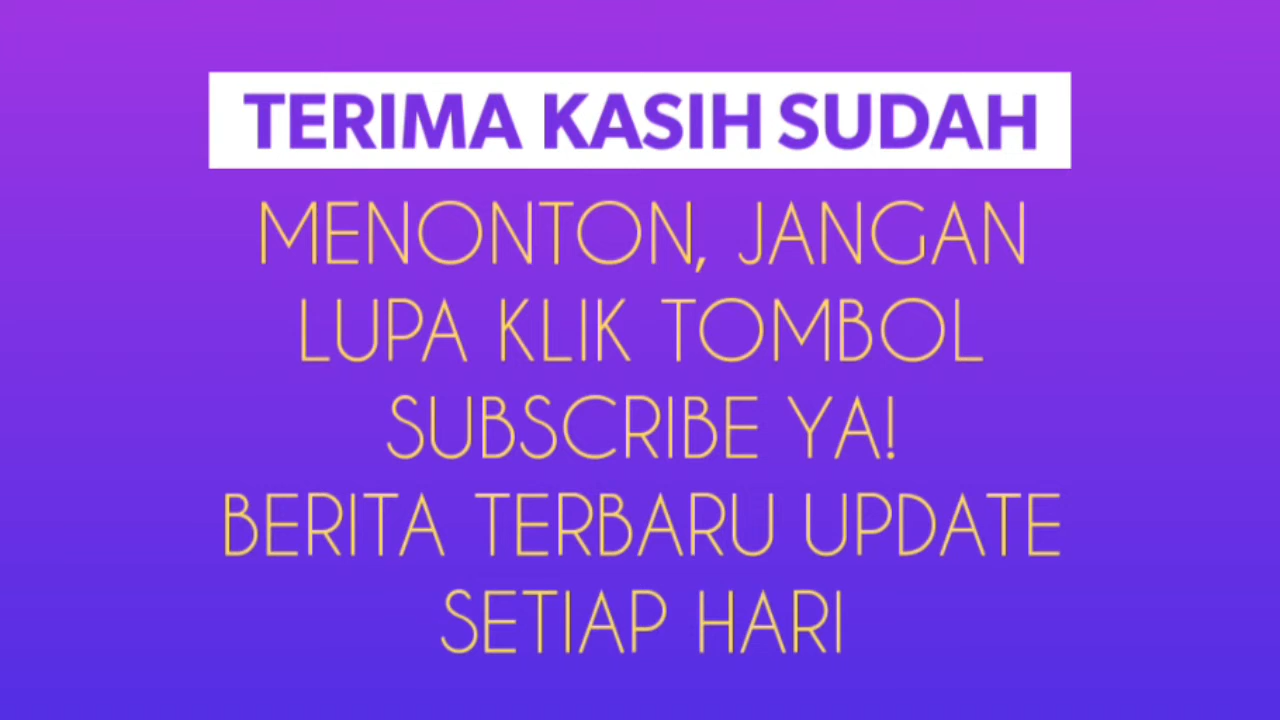 TERIMA KASIH SUDAH
MENONTON, JANGAN
LUPA KLIK TOMBOL
SUBSCRIBE YA!
BERITA TERBARU UPDATE
SETIAP HARI